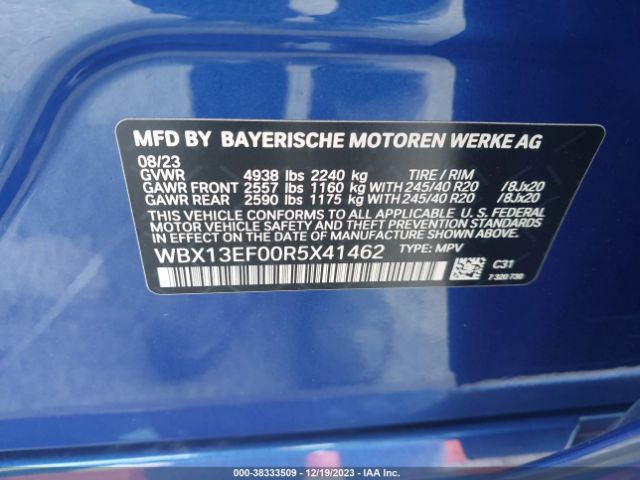 MFD BY BAYERISCHE MOTOREN WERKE AG
08/23
GVWR 4938 lbs 2240 kg TIRE / RIM
GAWR FRONT 2557 lbs 1160 kg WITH 245/40 R20 /8Jx20
GAWR REAR 2590 lbs 1175 kg WITH 245/40 R20 /8Jx20
THIS VEHICLE CONFORMS TO ALL APPLICABLE U. S. FEDERAL
MOTOR VEHICLE SAFETY AND THEFT PREVENTION
STANDARDS IN EFFECT ON THE DATE OF MANUFACTURE
SHOWN ABOVE.
WBX13EF00R5X41462 TYPE: MPV
C31
7 320 730
000-38333509 - 12/19/2023 - IAA Inc.